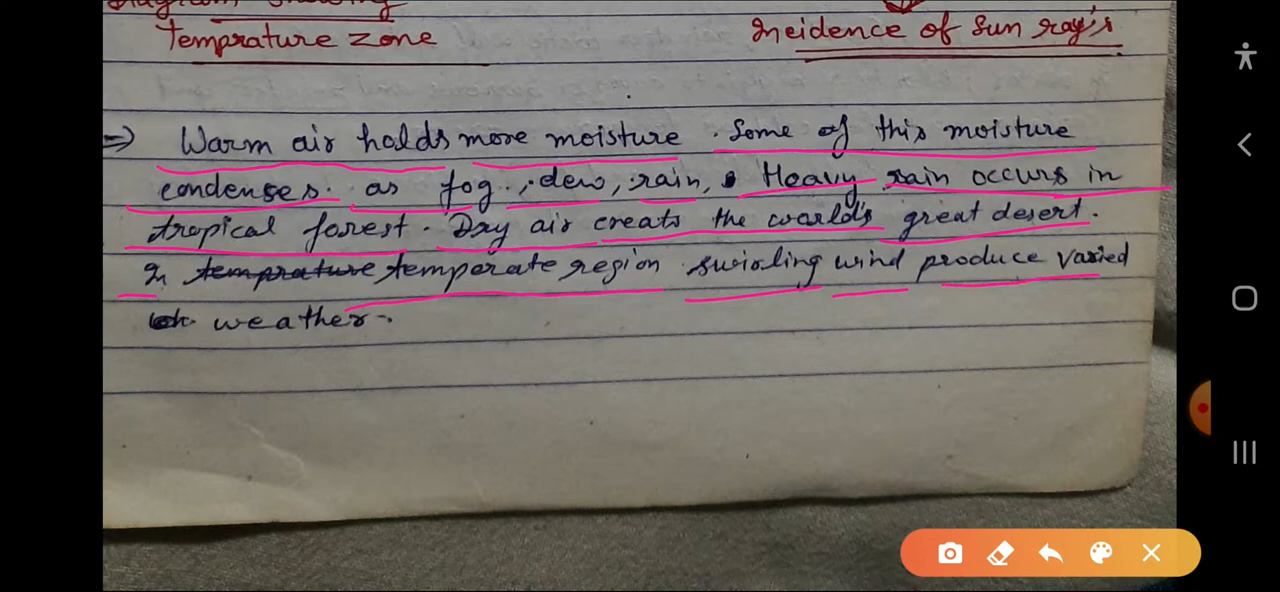 Diagram showing
Temprature zone
Incidence of Sun ray's
⇒ Warm air holds more moisture. Some of this moisture
condenses. as fog, dew, rain, Heavy rain occurs in
tropical forest. Dry air creats the world's great desert.
In temprature temperate region swirling wind produce varied
weather.